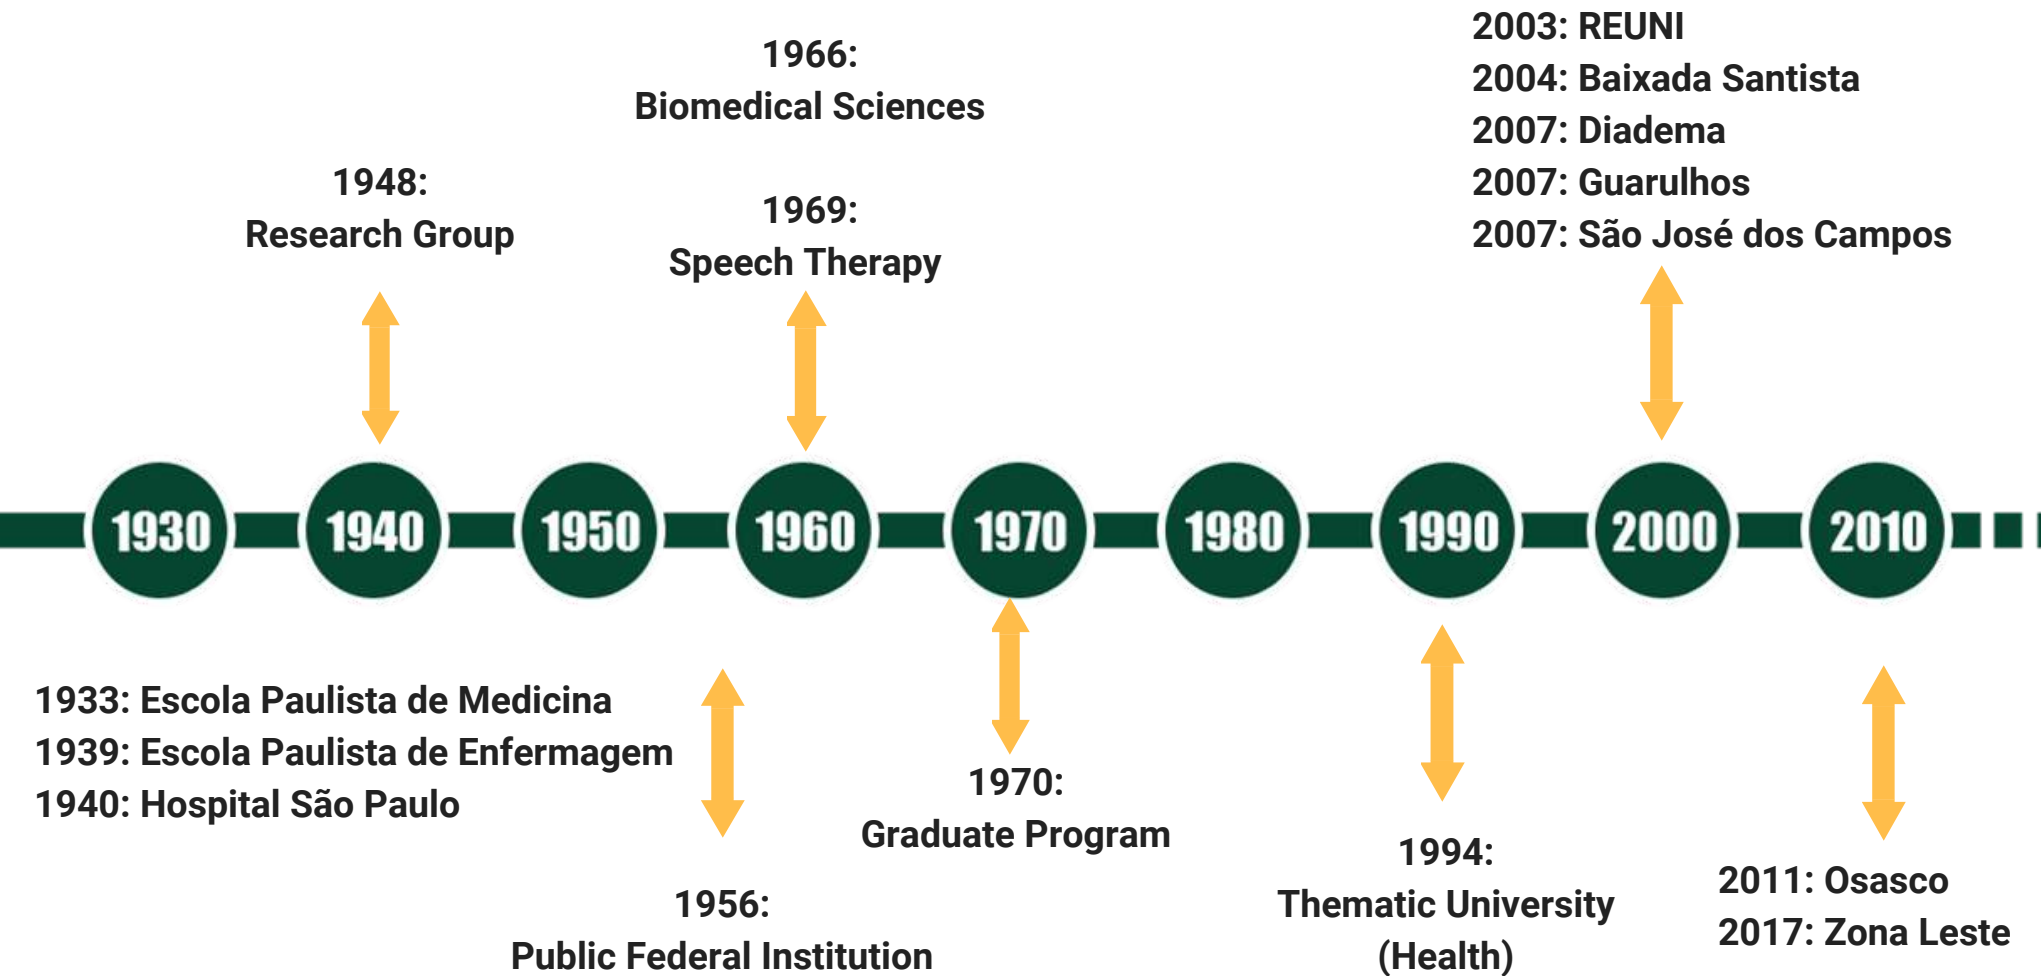 2003: REUNI
2004: Baixada Santista
2007: Diadema
2007: Guarulhos
2007: São José dos Campos
1966:
Biomedical Sciences
1969:
Speech Therapy
1948:
Research Group
1930
1940
1950
1960
1970
1980
1990
2000
2010
1933: Escola Paulista de Medicina
1939: Escola Paulista de Enfermagem
1940: Hospital São Paulo
1956:
Public Federal Institution
1970:
Graduate Program
1994:
Thematic University
(Health)
2011: Osasco
2017: Zona Leste